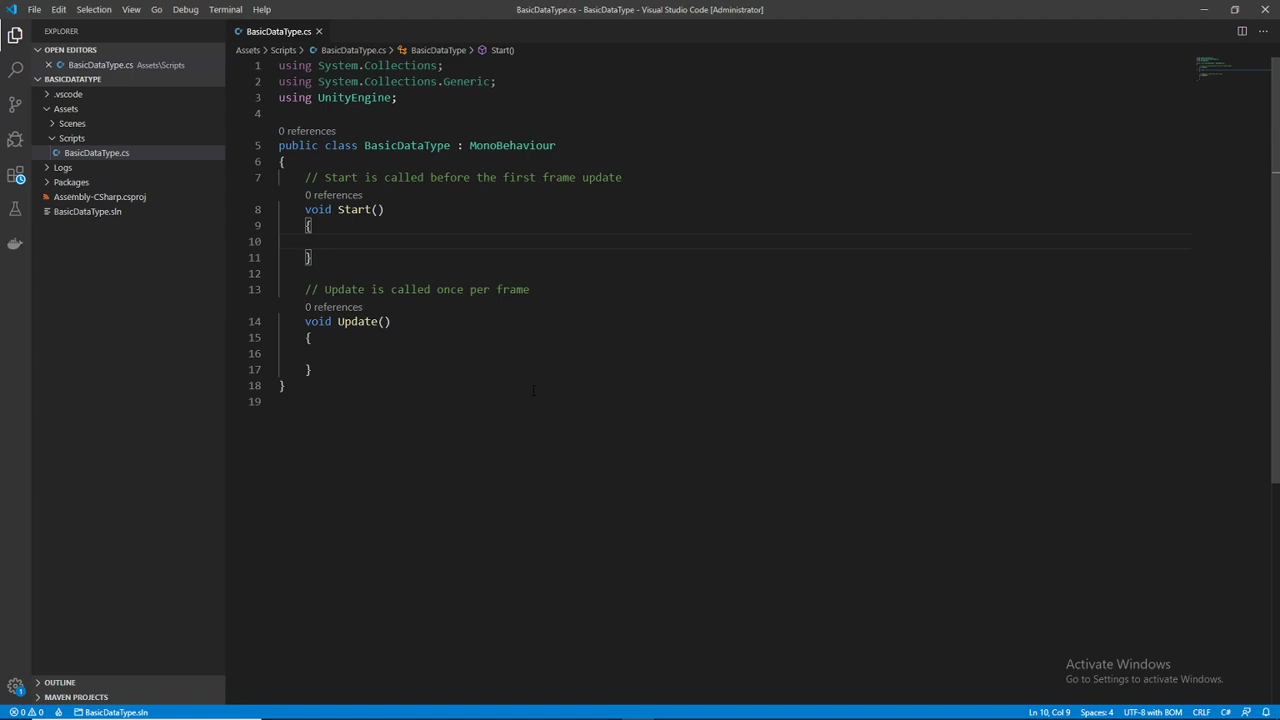 File Edit Selection View Go Debug Terminal Help
BasicDataType.cs - BasicDataType - Visual Studio Code [Administrator]
EXPLORER
OPEN EDITORS
BasicDataType.cs Assets\Scripts
BASICDATATYPE
.vscode
Assets
Scenes
Scripts
BasicDataType.cs
Logs
Packages
Assembly-CSharp.csproj
BasicDataType.sln
OUTLINE
MAVEN PROJECTS
BasicDataType.cs
Assets > Scripts > BasicDataType.cs > BasicDataType > Start()
1 using System.Collections;
2 using System.Collections.Generic;
3 using UnityEngine;
4
0 references
5 public class BasicDataType : MonoBehaviour
6 {
7 // Start is called before the first frame update
0 references
8 void Start()
9 {
10
11 }
12
13 // Update is called once per frame
0 references
14 void Update()
15 {
16
17 }
18 }
19
Activate Windows
Go to Settings to activate Windows.
1
0 0 BasicDataType.sln
Ln 10, Col 9 Spaces: 4 UTF-8 with BOM CRLF C#